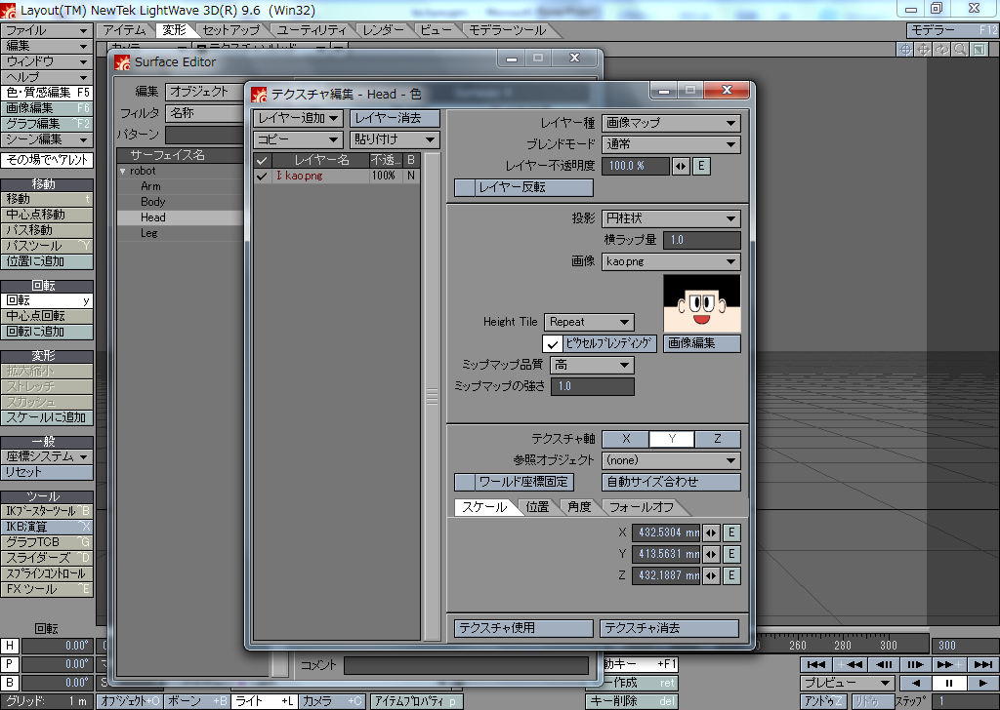 Layout(TM) NewTek LightWave 3D(R) 9.6 (Win32)
ファイル
アイテム 変形 セットアップ ユーティリティ レンダー ビュー モデラーツール
モデラー F12
編集
ウィンドウ
ヘルプ
色・質感編集 F5
画像編集 F6
グラフ編集 ^F2
シーン編集
その場でペアレント
移動
移動 t
中心点移動
パス移動
パスツール ^Y
位置に追加
回転
回転 y
中心点回転
回転に追加
変形
拡大縮小
ストレッチ
スカッシュ
スケールに追加
一般
座標システム
リセット
ツール
IKブースターツール ^B
IKB演算 ^X
グラフTCB ^G
スライダーズ ^D
スプラインコントロール
FX ツール ^E
Surface Editor
編集 オブジェクト
フィルタ 名称
パターン
サーフェイス名
robot
Arm
Body
Head
Leg
コメント
テクスチャ編集 - Head - 色
レイヤー追加 レイヤー消去
コピー 貼り付け
レイヤー名 不透... B
I kao.png 100% N
レイヤー種 画像マップ
ブレンドモード 通常
レイヤー不透明度 100.0 % E
レイヤー反転
投影 円柱状
横ラップ量 1.0
画像 kao.png
Height Tile Repeat
ピクセルブレンディング 画像編集
ミップマップ品質 高
ミップマップの強さ 1.0
テクスチャ軸 X Y Z
参照オブジェクト (none)
ワールド座標固定 自動サイズ合わせ
スケール 位置 角度 フォールオフ
X 432.5304 mm E
Y 413.5631 mm E
Z 432.1887 mm E
テクスチャ使用 テクスチャ消去
回転
H 0.00°
P 0.00°
B 0.00°
グリッド: 1 m
260 280 300 300
動キー +F1
作成 ret
キー削除 del
プレビュー
オブジェクト+O ボーン +B ライト +L カメラ +C アイテムプロパティ p
アンドゥZ リドゥ ステップ